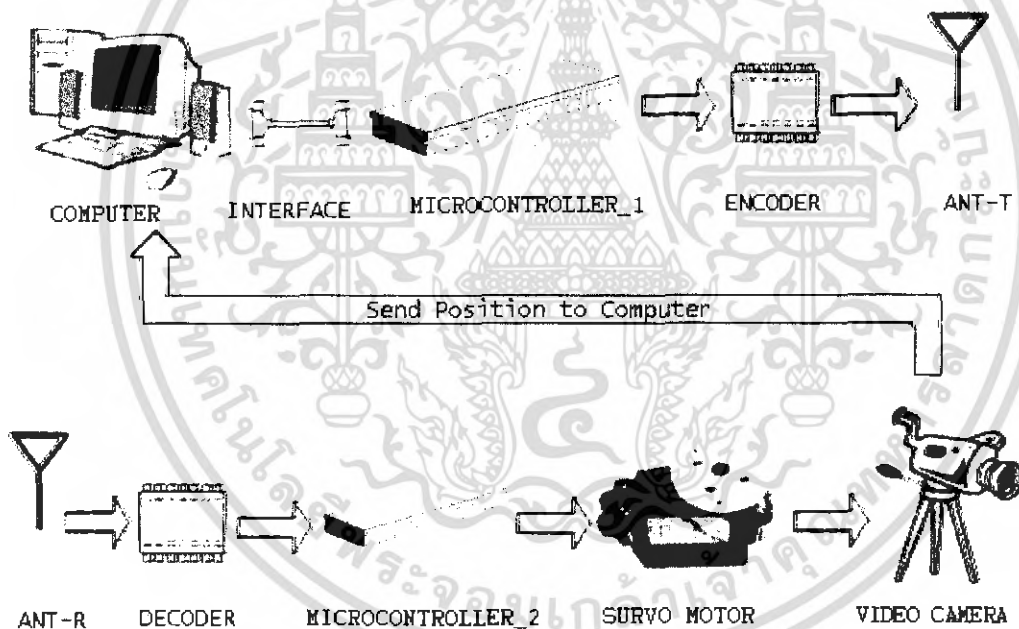 COMPUTER
INTERFACE
MICROCONTROLLER_1
ENCODER
ANT-T
Send Position to Computer
ANT-R
DECODER
MICROCONTROLLER_2
SURVO MOTOR
VIDEO CAMERA